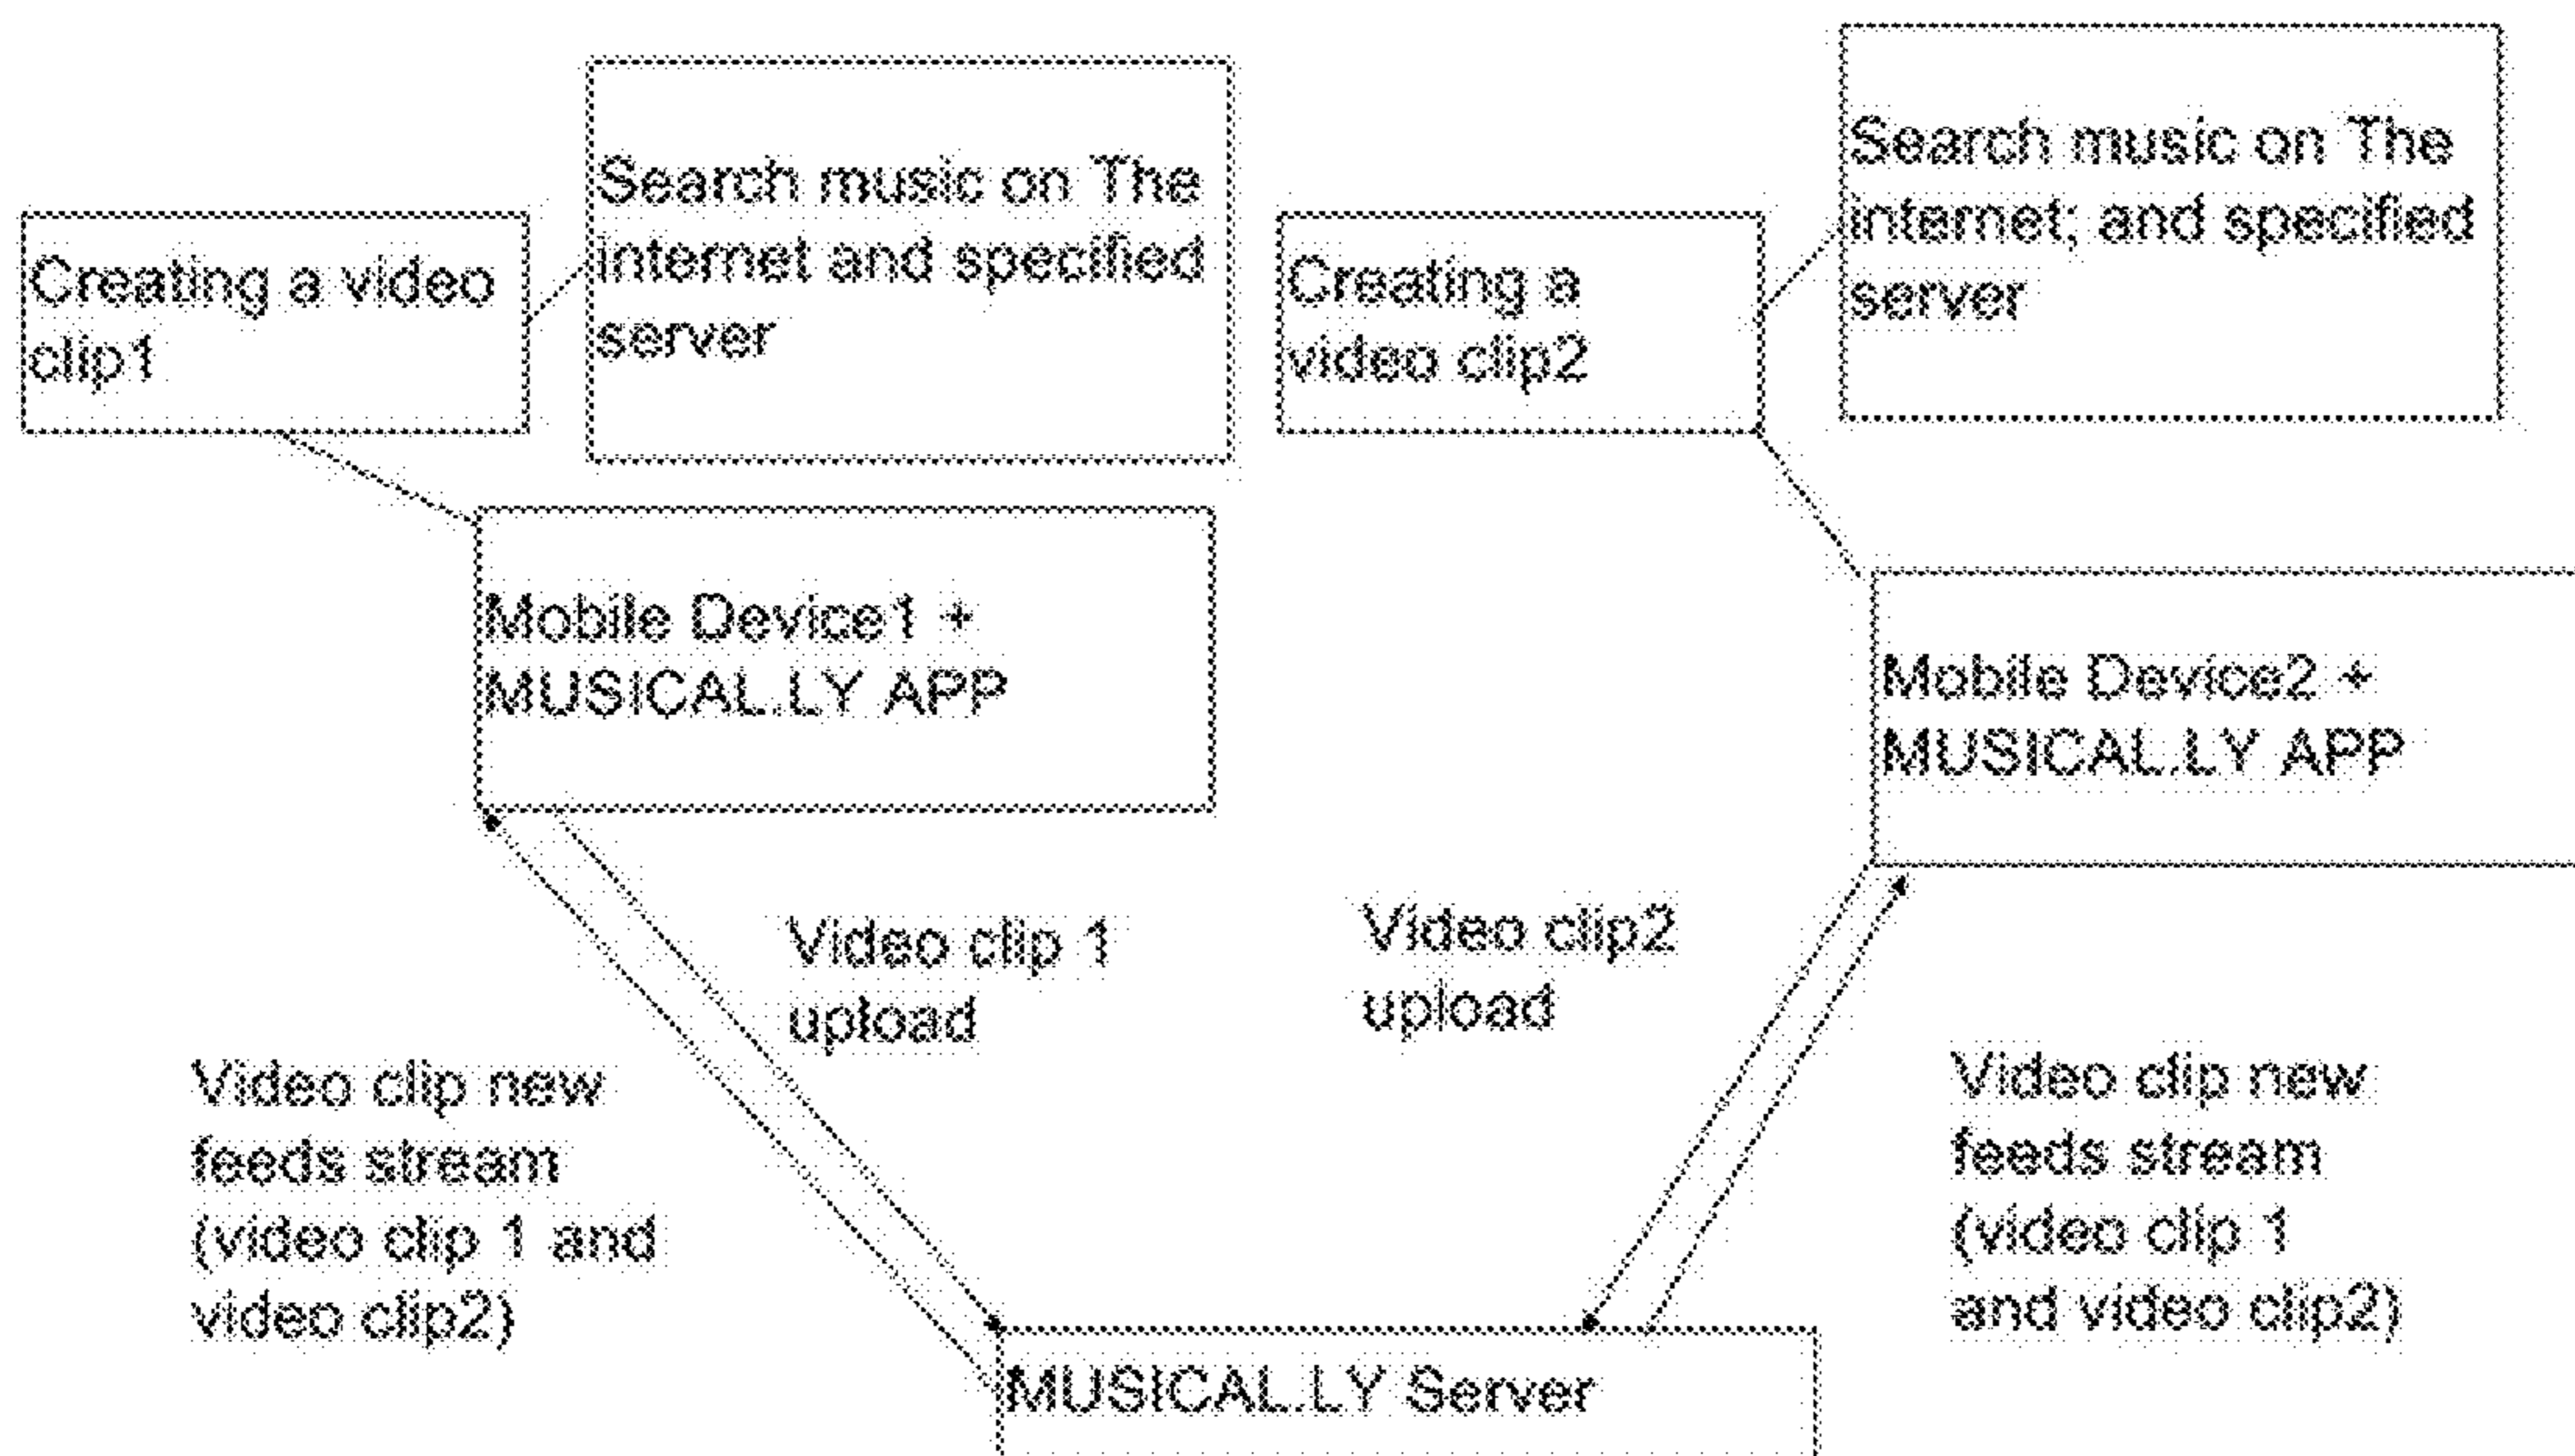 Search music on The
internet and specified
server
Creating a video
clip1
Search music on The
internet; and specified
server
Creating a
video clip2
Mobile Device1 +
MUSICAL.LY APP
Mobile Device2 +
MUSICAL.LY APP
Video clip 1
upload
Video clip2
upload
Video clip new
feeds stream
(video clip 1 and
video clip2)
Video clip new
feeds stream
(video clip 1
and video clip2)
MUSICAL.LY Server